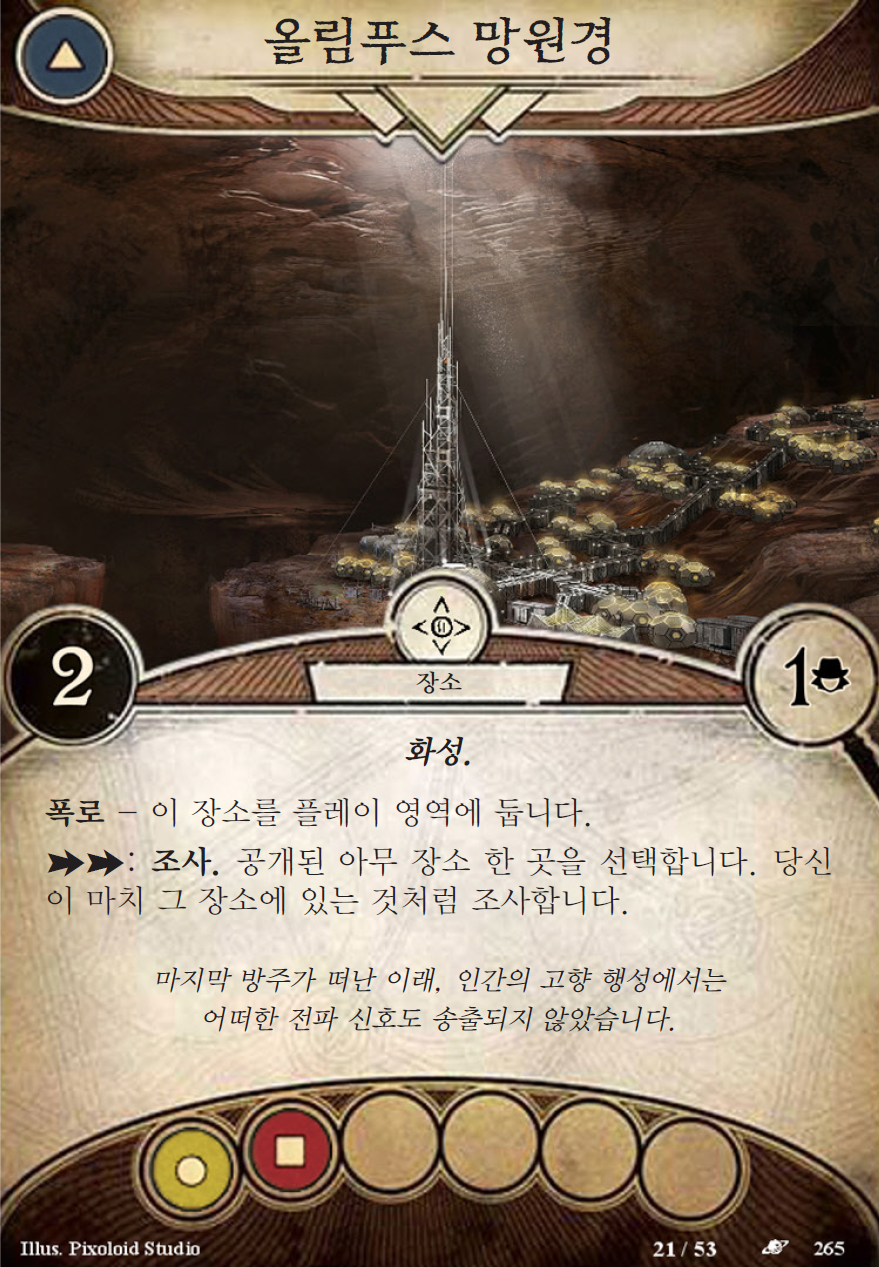 올림푸스 망원경
2
장소
1
화성.
폭로 – 이 장소를 플레이 영역에 둡니다.
: 조사. 공개된 아무 장소 한 곳을 선택합니다. 당신
이 마치 그 장소에 있는 것처럼 조사합니다.
마지막 방주가 떠난 이래, 인간의 고향 행성에서는
어떠한 전파 신호도 송출되지 않았습니다.
Illus. Pixoloid Studio
21 / 53
265